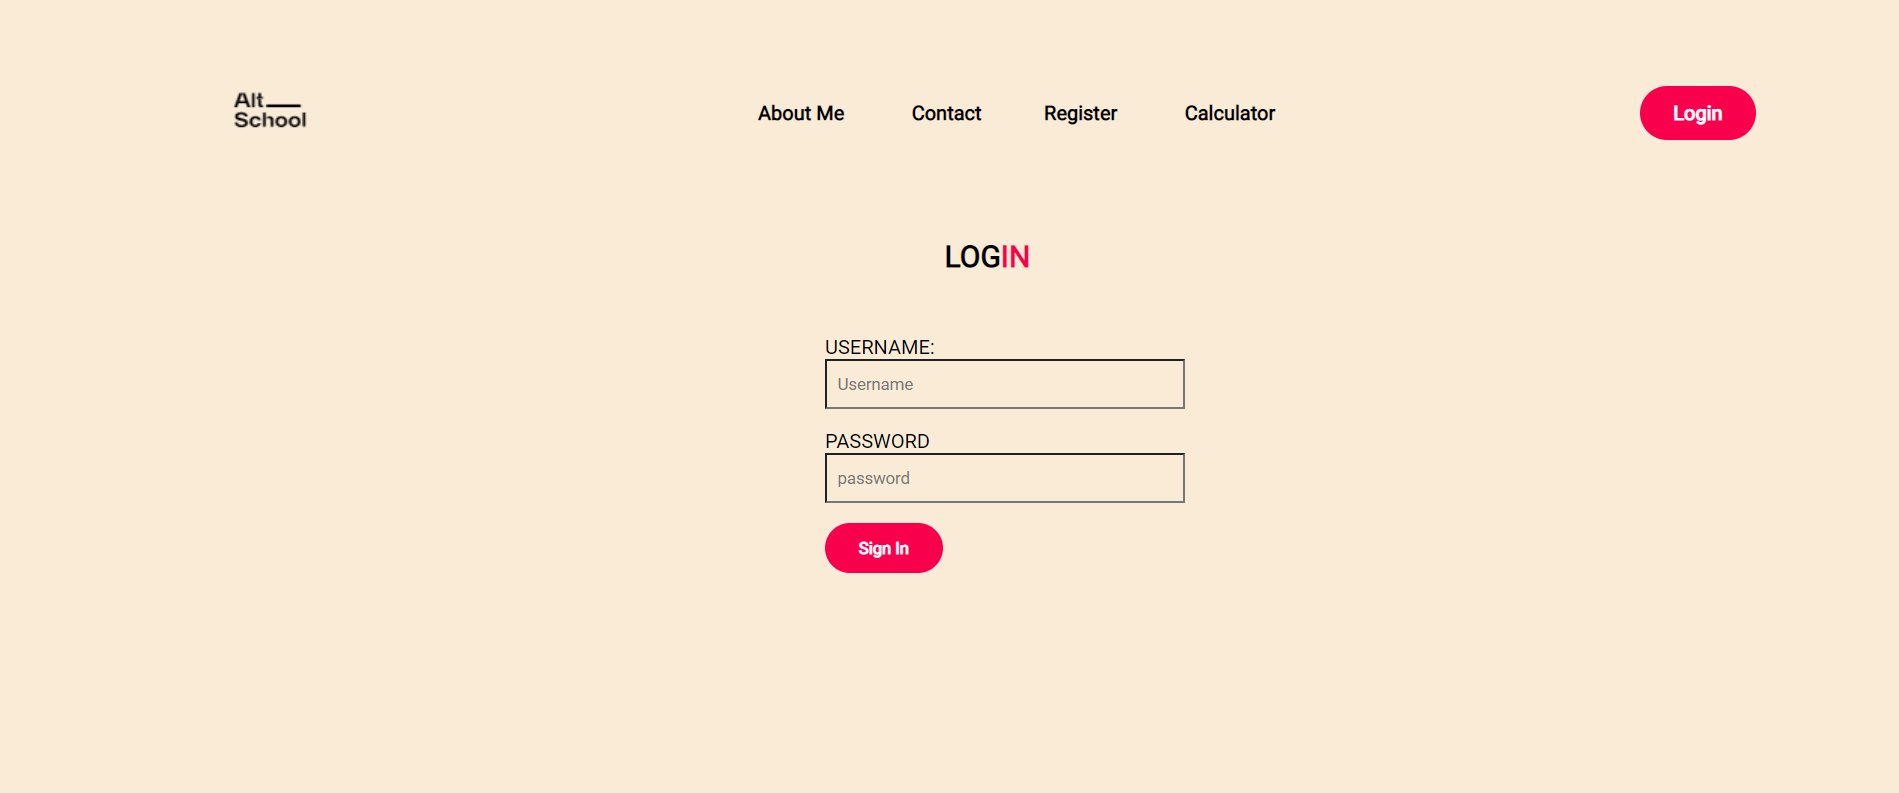 Alt
School
About Me Contact Register Calculator Login
LOGIN
USERNAME:
Username
PASSWORD
password
Sign In